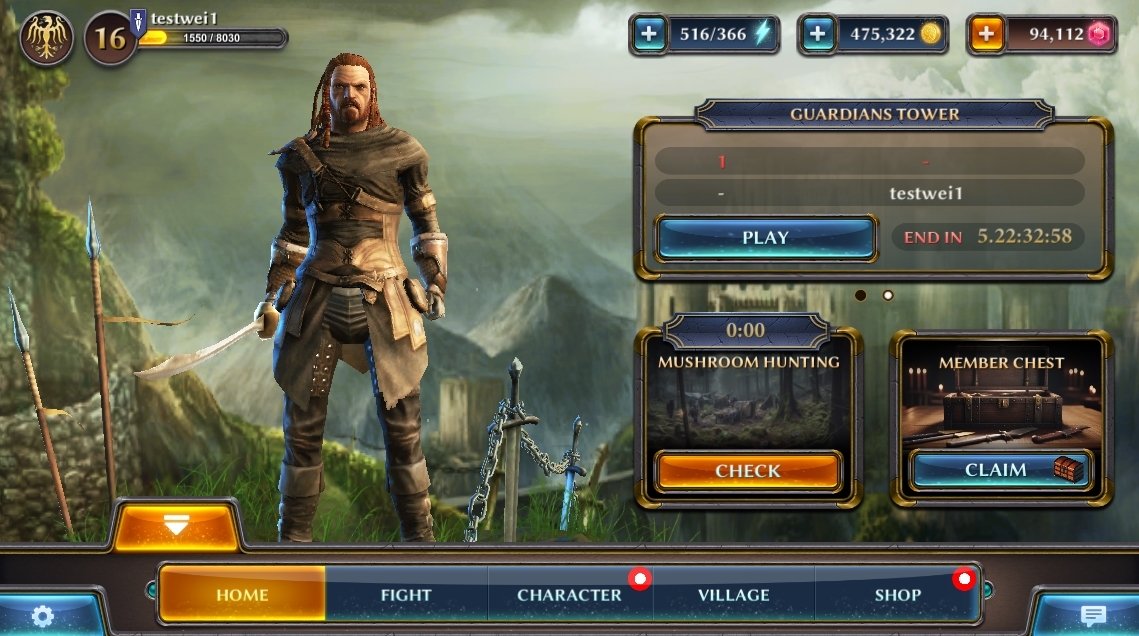 testwei1
16
1550 / 8030
516/366
475,322
94,112
GUARDIANS TOWER
1 -
- testwei1
PLAY
END IN 5.22:32:58
0:00
MUSHROOM HUNTING
CHECK
MEMBER CHEST
CLAIM
HOME
FIGHT
CHARACTER
VILLAGE
SHOP